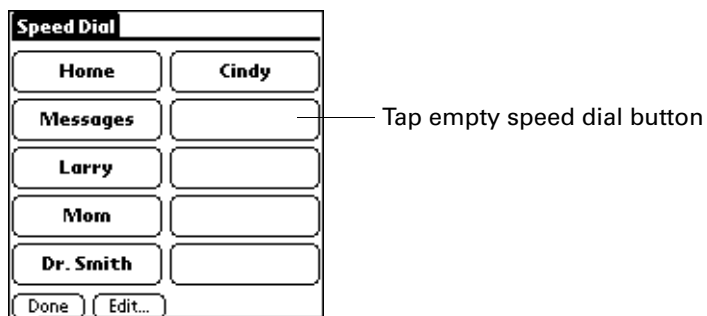 Speed Dial
Home Cindy
Messages Tap empty speed dial button
Larry
Mom
Dr. Smith
Done Edit...